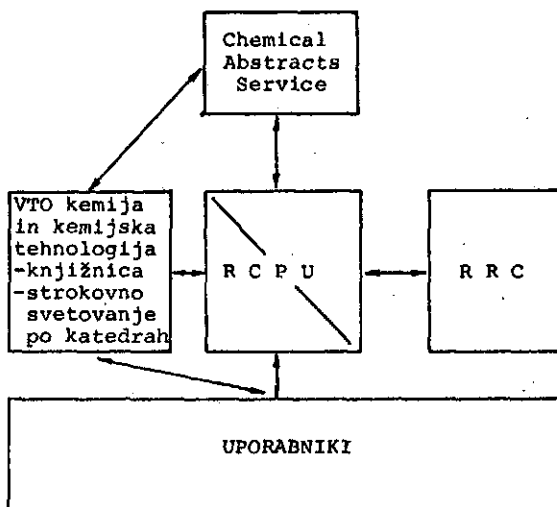 Chemical
Abstracts
Service
VTO kemija
in kemijska
tehnologija
-knjižnica
-strokovno
svetovanje
po katedrah
R C P U
R R C
UPORABNIKI